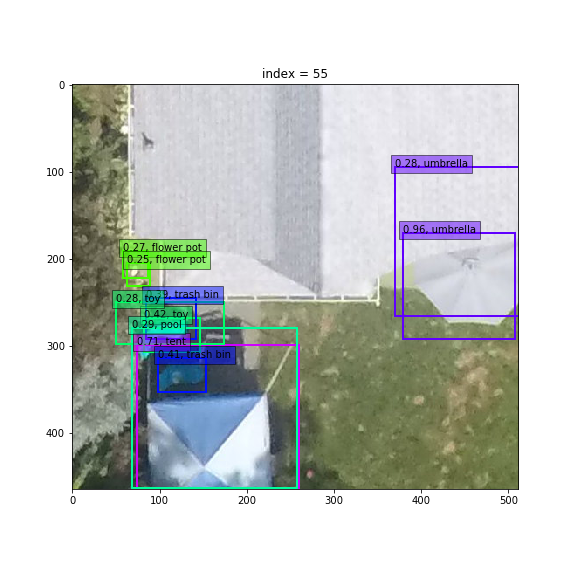 index = 55
0
100
200
300
400
0.28, umbrella
0.96, umbrella
0.27, flower pot
0.25, flower pot
0.28, toy
trash bin
0.42, toy
0.29, pool
0.71, tent
0.41, trash bin
0
100
200
300
400
500